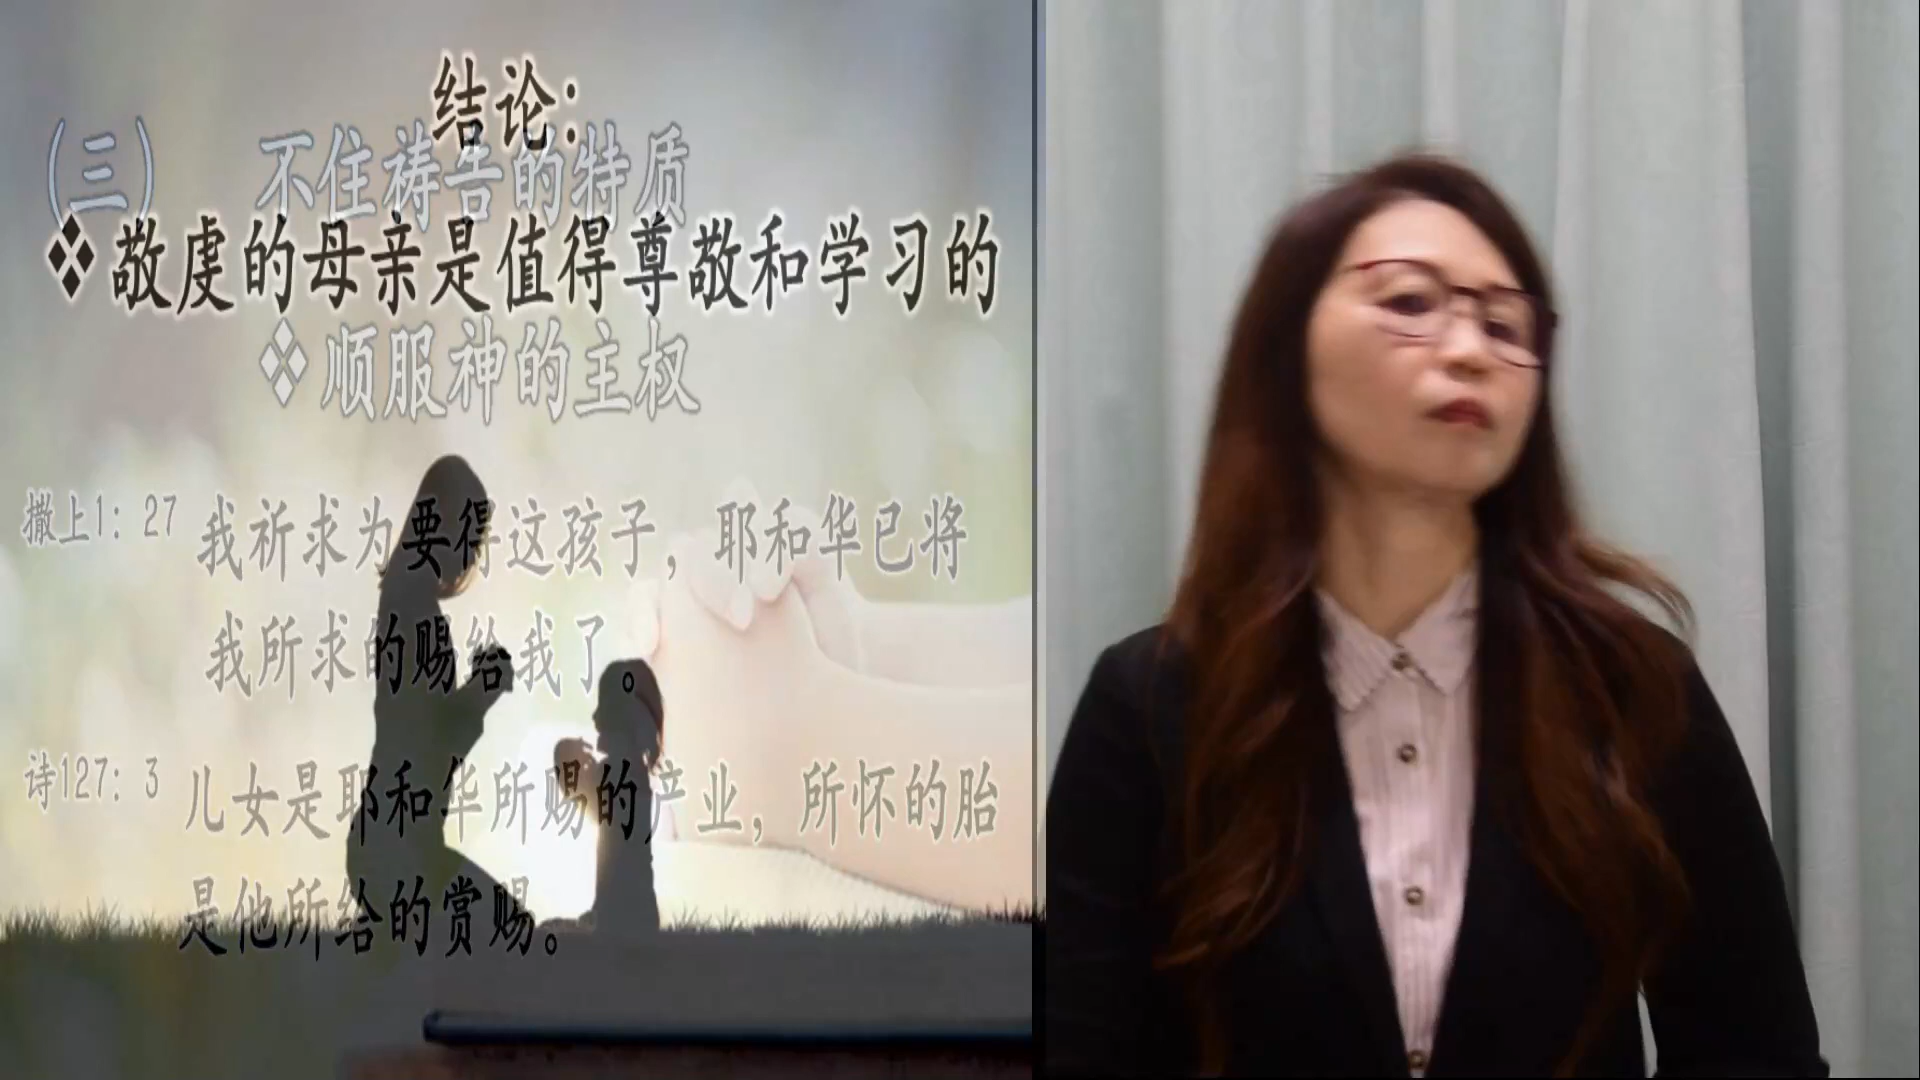 结论:
(三) 不住祷告的特质
❖敬虔的母亲是值得尊敬和学习的
❖顺服神的主权
撒上1: 27 我祈求为要得这孩子，耶和华已将
我所求的赐给我了。
诗127: 3 儿女是耶和华所赐的产业，所怀的胎
是他所给的赏赐。